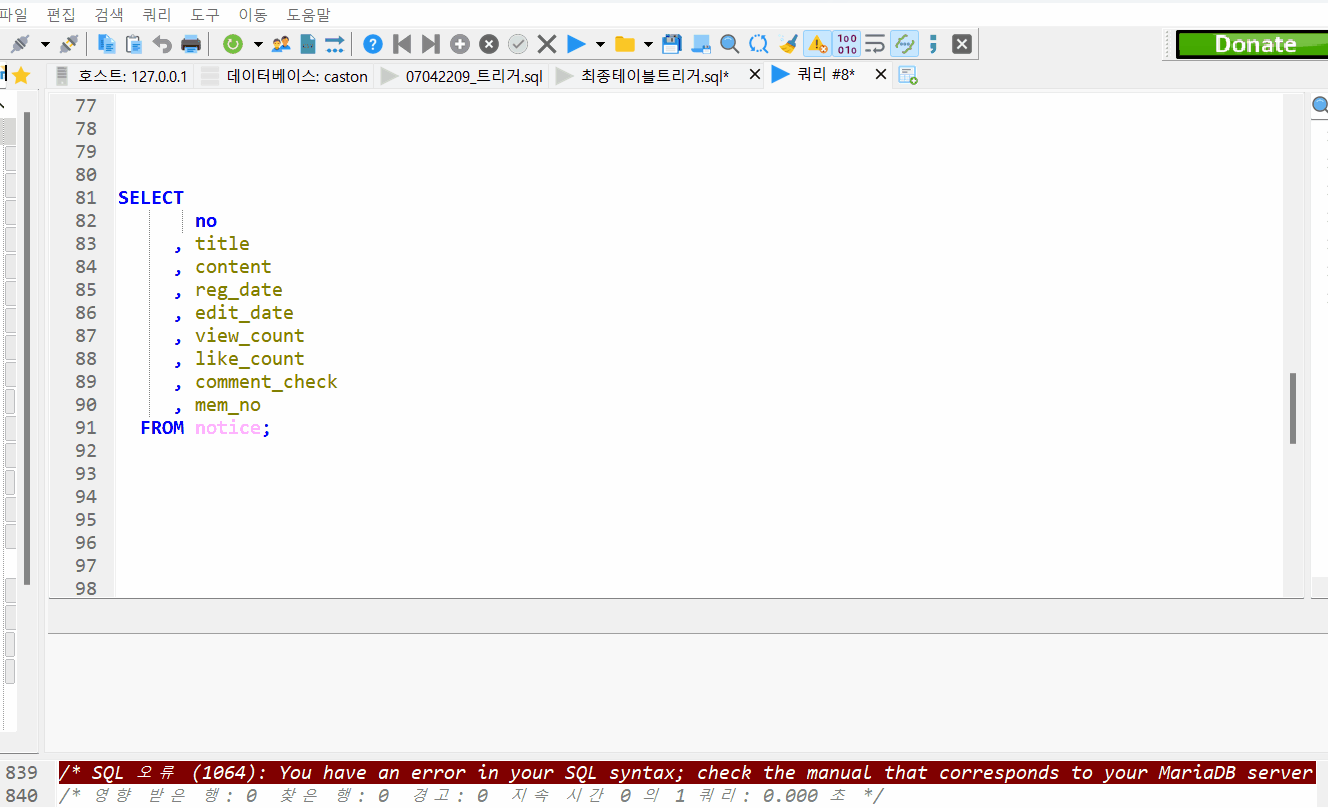 파일 편집 검색 쿼리 도구 이동 도움말
Donate
호스트: 127.0.0.1 데이터베이스: caston 07042209_트리거.sql 최종테이블트리거.sql* 쿼리 #8*
77
78
79
80
81 SELECT
82 no
83 , title
84 , content
85 , reg_date
86 , edit_date
87 , view_count
88 , like_count
89 , comment_check
90 , mem_no
91 FROM notice;
92
93
94
95
96
97
98
839 /* SQL 오류 (1064): You have an error in your SQL syntax; check the manual that corresponds to your MariaDB server
840 /* 영향 받은 행: 0 찾은 행: 0 경고: 0 지속 시간 0 의 1 쿼리: 0.000 초 */